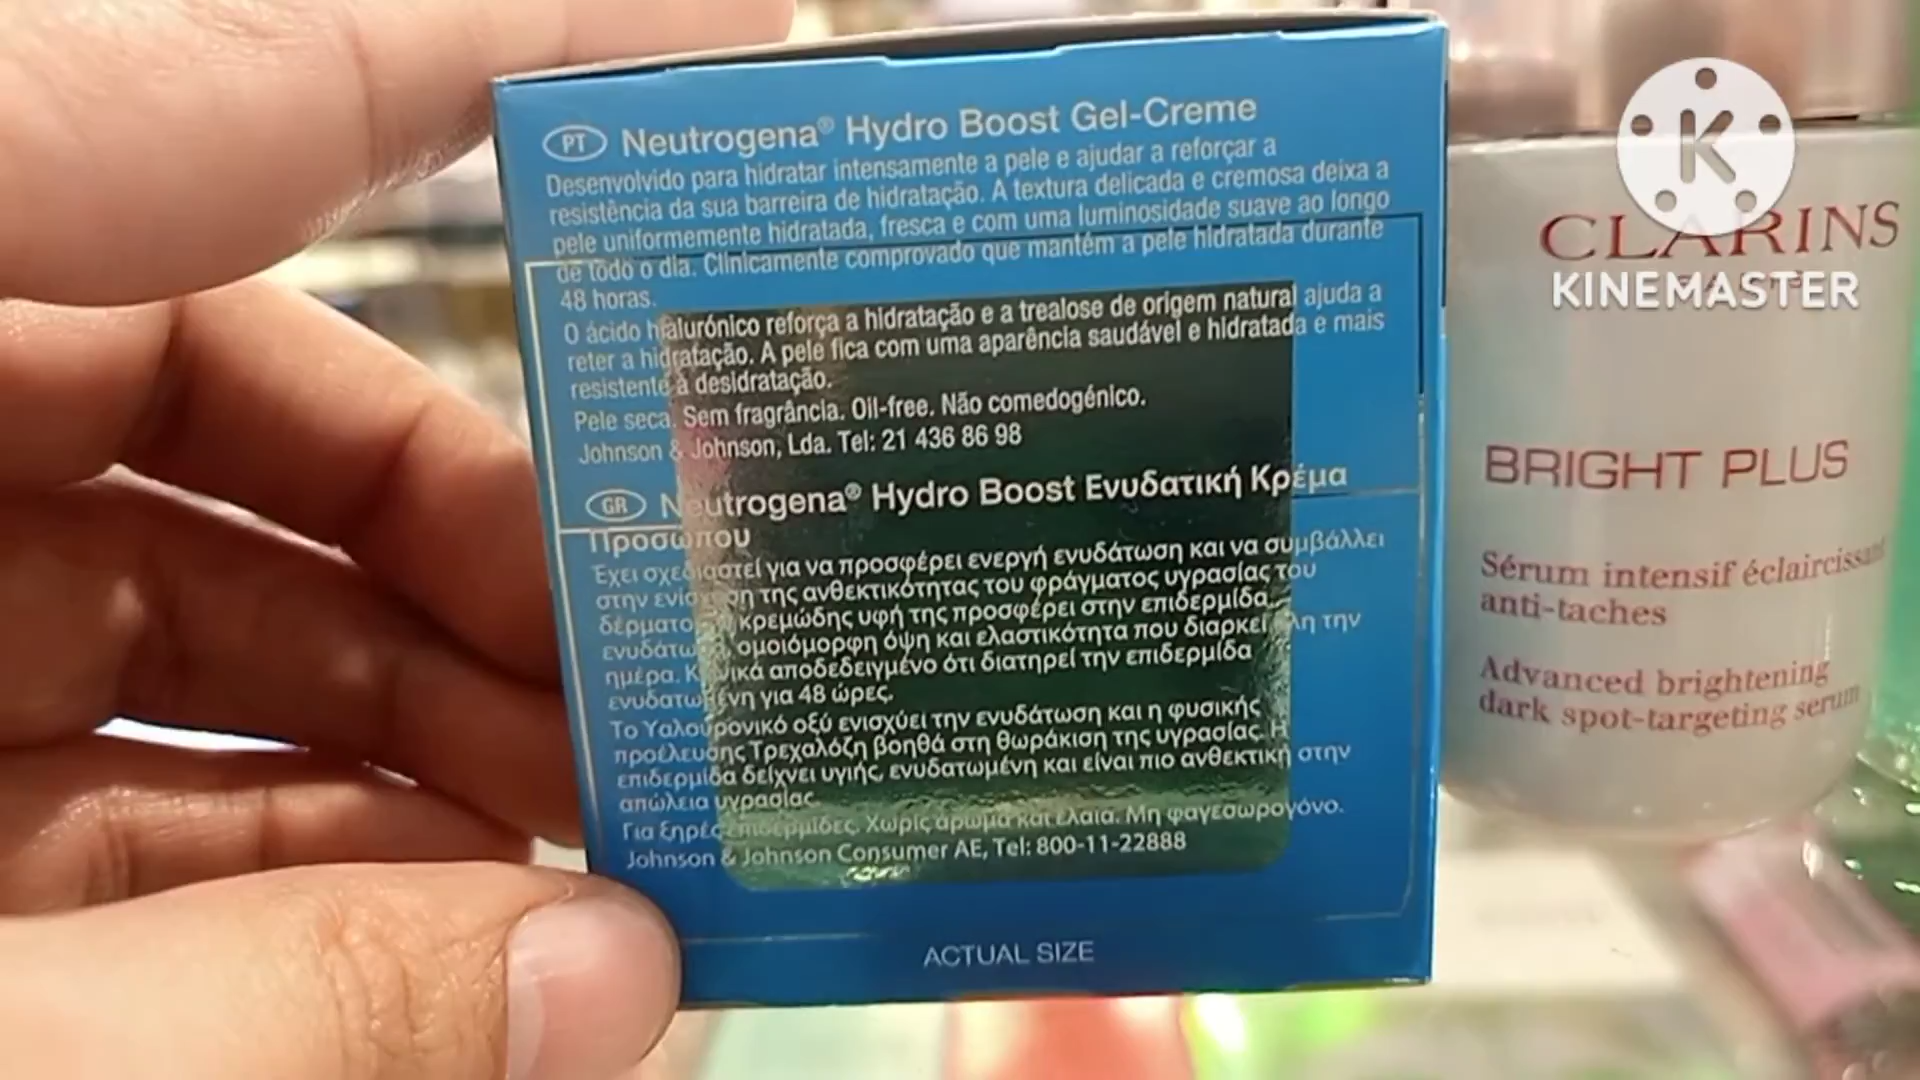 PT Neutrogena® Hydro Boost Gel-Creme
Desenvolvido para hidratar intensamente a pele e ajudar a reforçar a
resistência da sua barreira de hidratação. A textura delicada e cremosa deixa a
pele uniformemente hidratada, fresca e com uma luminosidade suave ao longo
de todo o dia. Clinicamente comprovado que mantém a pele hidratada durante
48 horas.
O ácido hialurónico reforça a hidratação e a trealose de origem natural ajuda a
reter a hidratação. A pele fica com uma aparência saudável e hidratada e mais
resistente à desidratação.
Pele seca. Sem fragrância. Oil-free. Não comedogénico.
Johnson & Johnson, Lda. Tel: 21 436 86 98
GR Neutrogena® Hydro Boost Ενυδατική Κρέμα
Προσώπου
Έχει σχεδιαστεί για να προσφέρει ενεργή ενυδάτωση και να συμβάλλει
στην ενίσχυση της ανθεκτικότητας του φράγματος υγρασίας του
κρεμώδης υφή της προσφέρει στην επιδερμίδα
ομοιόμορφη όψη και ελαστικότητα που διαρκεί όλη την
ημέρα. Κλινικά αποδεδειγμένο ότι διατηρεί την επιδερμίδα
ενυδατωμένη για 48 ώρες.
Το Υαλουρονικό οξύ ενισχύει την ενυδάτωση και η φυσικής
προέλευσης Τρεχαλόζη βοηθά στη θωράκιση της υγρασίας. Η
επιδερμίδα δείχνει υγιής, ενυδατωμένη και είναι πιο ανθεκτική στην
απώλεια υγρασίας.
Για ξηρές επιδερμίδες. Χωρίς άρωμα και έλαια. Μη φαγεσωρογόνο.
Johnson & Johnson Consumer AE, Tel: 800-11-22888
ACTUAL SIZE
K
KINEMASTER
CLARINS
BRIGHT PLUS
Sérum intensif éclaircissant
anti-taches
Advanced brightening
dark spot-targeting serum